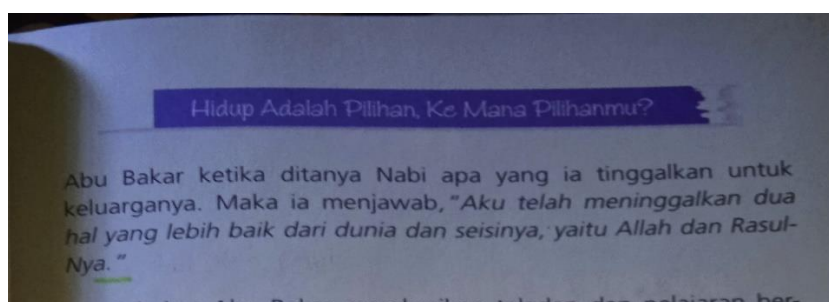 Hidup Adalah Pilihan, Ke Mana Pilihanmu?
Abu Bakar ketika ditanya Nabi apa yang ia tinggalkan untuk
keluarganya. Maka ia menjawab, "Aku telah meninggalkan dua
hal yang lebih baik dari dunia dan seisinya, yaitu Allah dan Rasul-
Nya."